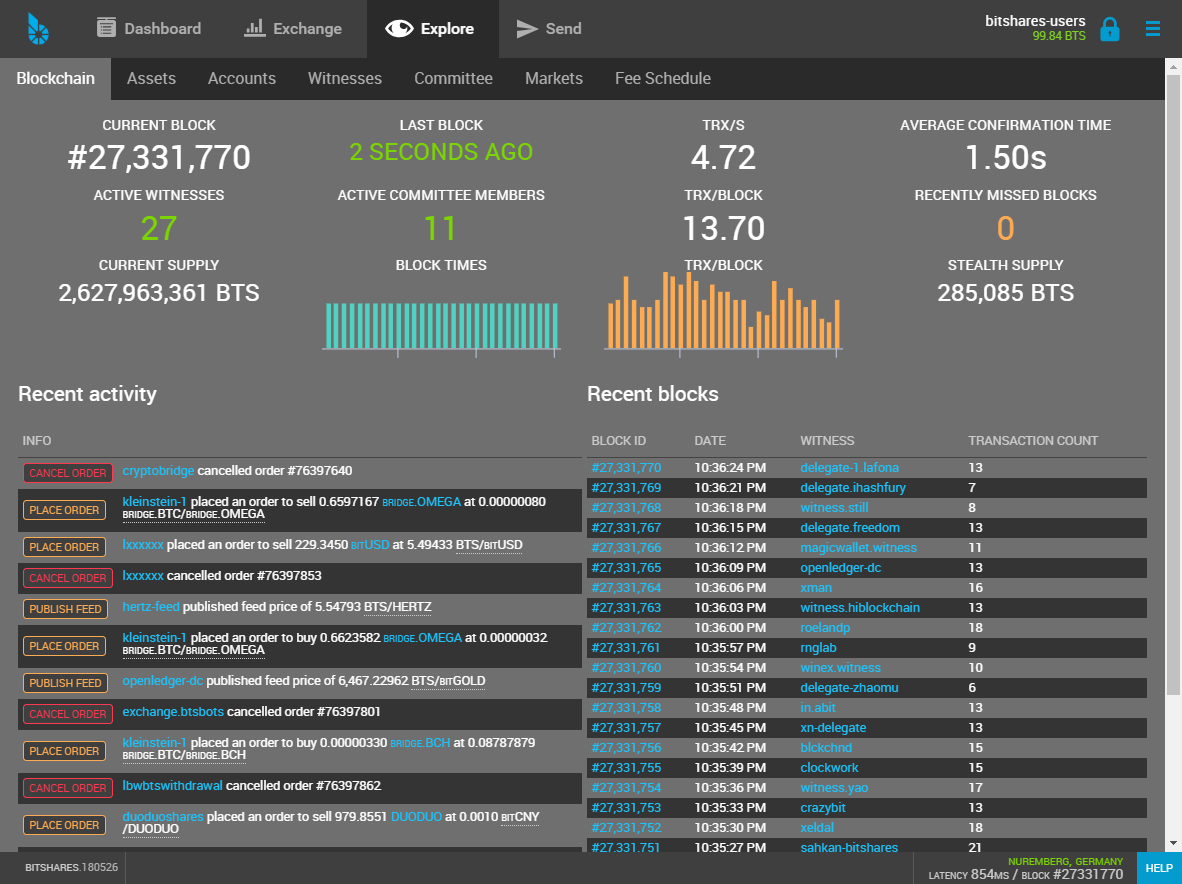 Dashboard
Exchange
Explore
Send
bitshares-users
99.84 BTS
Blockchain
Assets
Accounts
Witnesses
Committee
Markets
Fee Schedule
CURRENT BLOCK
#27,331,770
LAST BLOCK
2 SECONDS AGO
TRX/S
4.72
AVERAGE CONFIRMATION TIME
1.50s
ACTIVE WITNESSES
27
ACTIVE COMMITTEE MEMBERS
11
TRX/BLOCK
13.70
RECENTLY MISSED BLOCKS
0
CURRENT SUPPLY
2,627,963,361 BTS
BLOCK TIMES
TRX/BLOCK
STEALTH SUPPLY
285,085 BTS
Recent activity
INFO
CANCEL ORDER cryptobridge cancelled order #76397640
PLACE ORDER kleinstein-1 placed an order to sell 0.6597167 BRIDGE.OMEGA at 0.00000080
BRIDGE.BTC/BRIDGE.OMEGA
PLACE ORDER lxxxxxx placed an order to sell 229.3450 BITUSD at 5.49433 BTS/BITUSD
CANCEL ORDER lxxxxxx cancelled order #76397853
PUBLISH FEED hertz-feed published feed price of 5.54793 BTS/HERTZ
PLACE ORDER kleinstein-1 placed an order to buy 0.6623582 BRIDGE.OMEGA at 0.00000032
BRIDGE.BTC/BRIDGE.OMEGA
PUBLISH FEED openledger-dc published feed price of 6,467.22962 BTS/BITGOLD
CANCEL ORDER exchange.btsbots cancelled order #76397801
PLACE ORDER kleinstein-1 placed an order to buy 0.00000330 BRIDGE.BCH at 0.08787879
BRIDGE.BTC/BRIDGE.BCH
CANCEL ORDER lbwbtswithdrawal cancelled order #76397862
PLACE ORDER duoduoshares placed an order to sell 979.8551 DUODUO at 0.0010 BITCNY
/DUODUO
Recent blocks
BLOCK ID DATE WITNESS TRANSACTION COUNT
#27,331,770 10:36:24 PM delegate-1.lafona 13
#27,331,769 10:36:21 PM delegate.ihashfury 7
#27,331,768 10:36:18 PM witness.still 8
#27,331,767 10:36:15 PM delegate.freedom 13
#27,331,766 10:36:12 PM magicwallet.witness 11
#27,331,765 10:36:09 PM openledger-dc 13
#27,331,764 10:36:06 PM xman 16
#27,331,763 10:36:03 PM witness.hiblockchain 13
#27,331,762 10:36:00 PM roelandp 18
#27,331,761 10:35:57 PM rnglab 9
#27,331,760 10:35:54 PM winex.witness 10
#27,331,759 10:35:51 PM delegate-zhaomu 6
#27,331,758 10:35:48 PM in.abit 13
#27,331,757 10:35:45 PM xn-delegate 13
#27,331,756 10:35:42 PM blckchnd 15
#27,331,755 10:35:39 PM clockwork 15
#27,331,754 10:35:36 PM witness.yao 17
#27,331,753 10:35:33 PM crazybit 13
#27,331,752 10:35:30 PM xeldal 18
#27,331,751 10:35:27 PM sahkan-bitshares 21
BITSHARES.180526
NUREMBERG, GERMANY
LATENCY 854MS / BLOCK #27331770
HELP